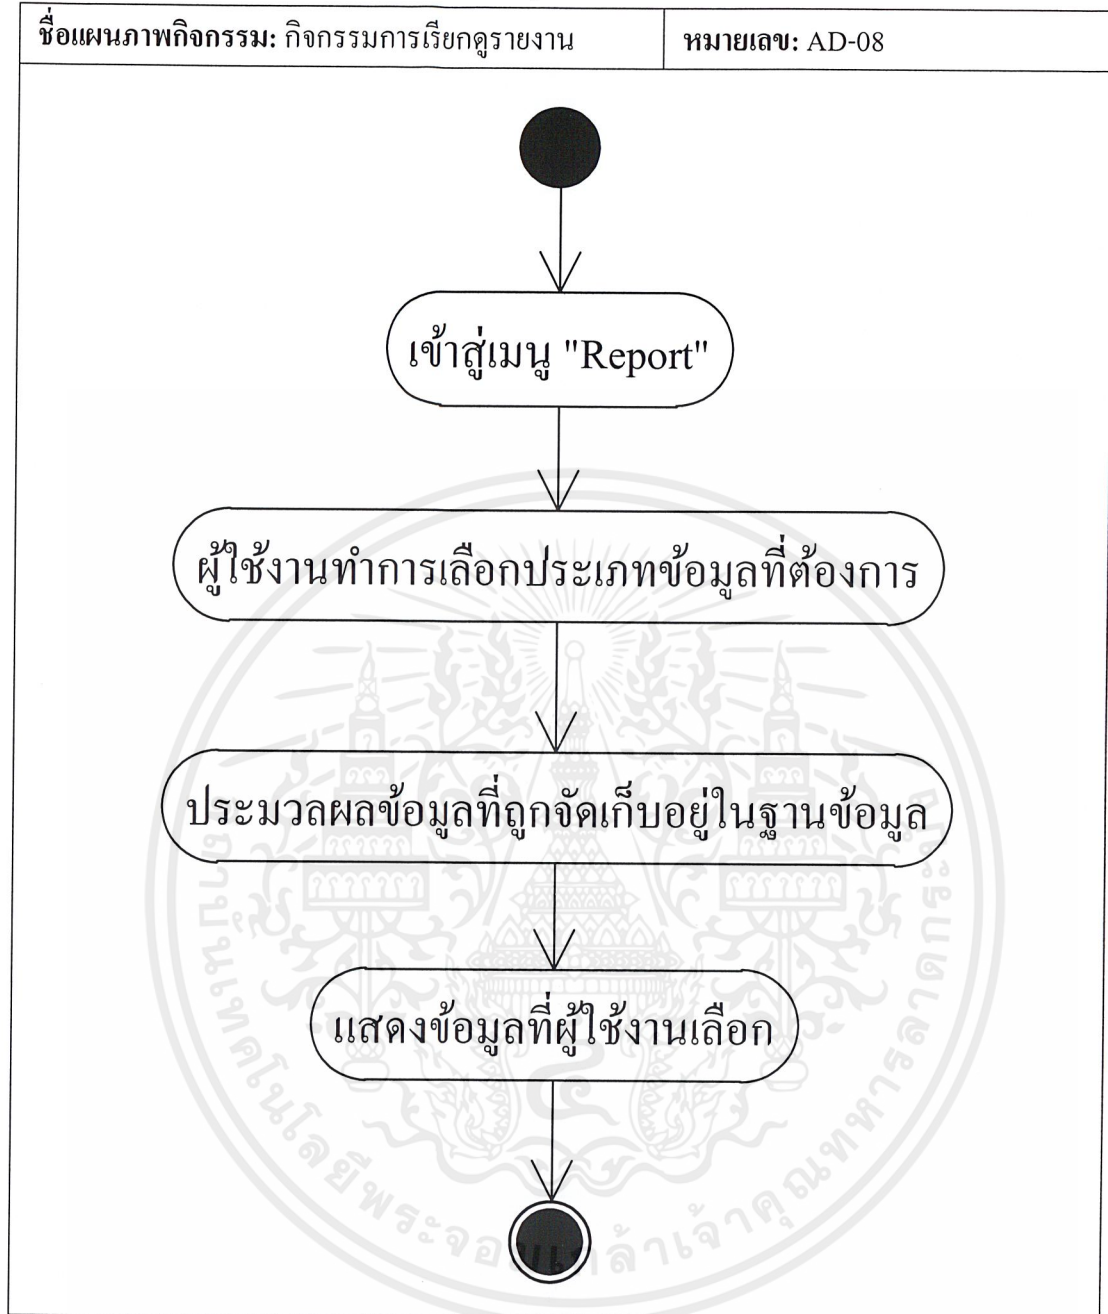 ชื่อแผนภาพกิจกรรม: กิจกรรมการเรียกดูรายงาน
หมายเลข: AD-08
เข้าสู่เมนู "Report"
ผู้ใช้งานทำการเลือกประเภทข้อมูลที่ต้องการ
ประมวลผลข้อมูลที่ถูกจัดเก็บอยู่ในฐานข้อมูล
แสดงข้อมูลที่ผู้ใช้งานเลือก